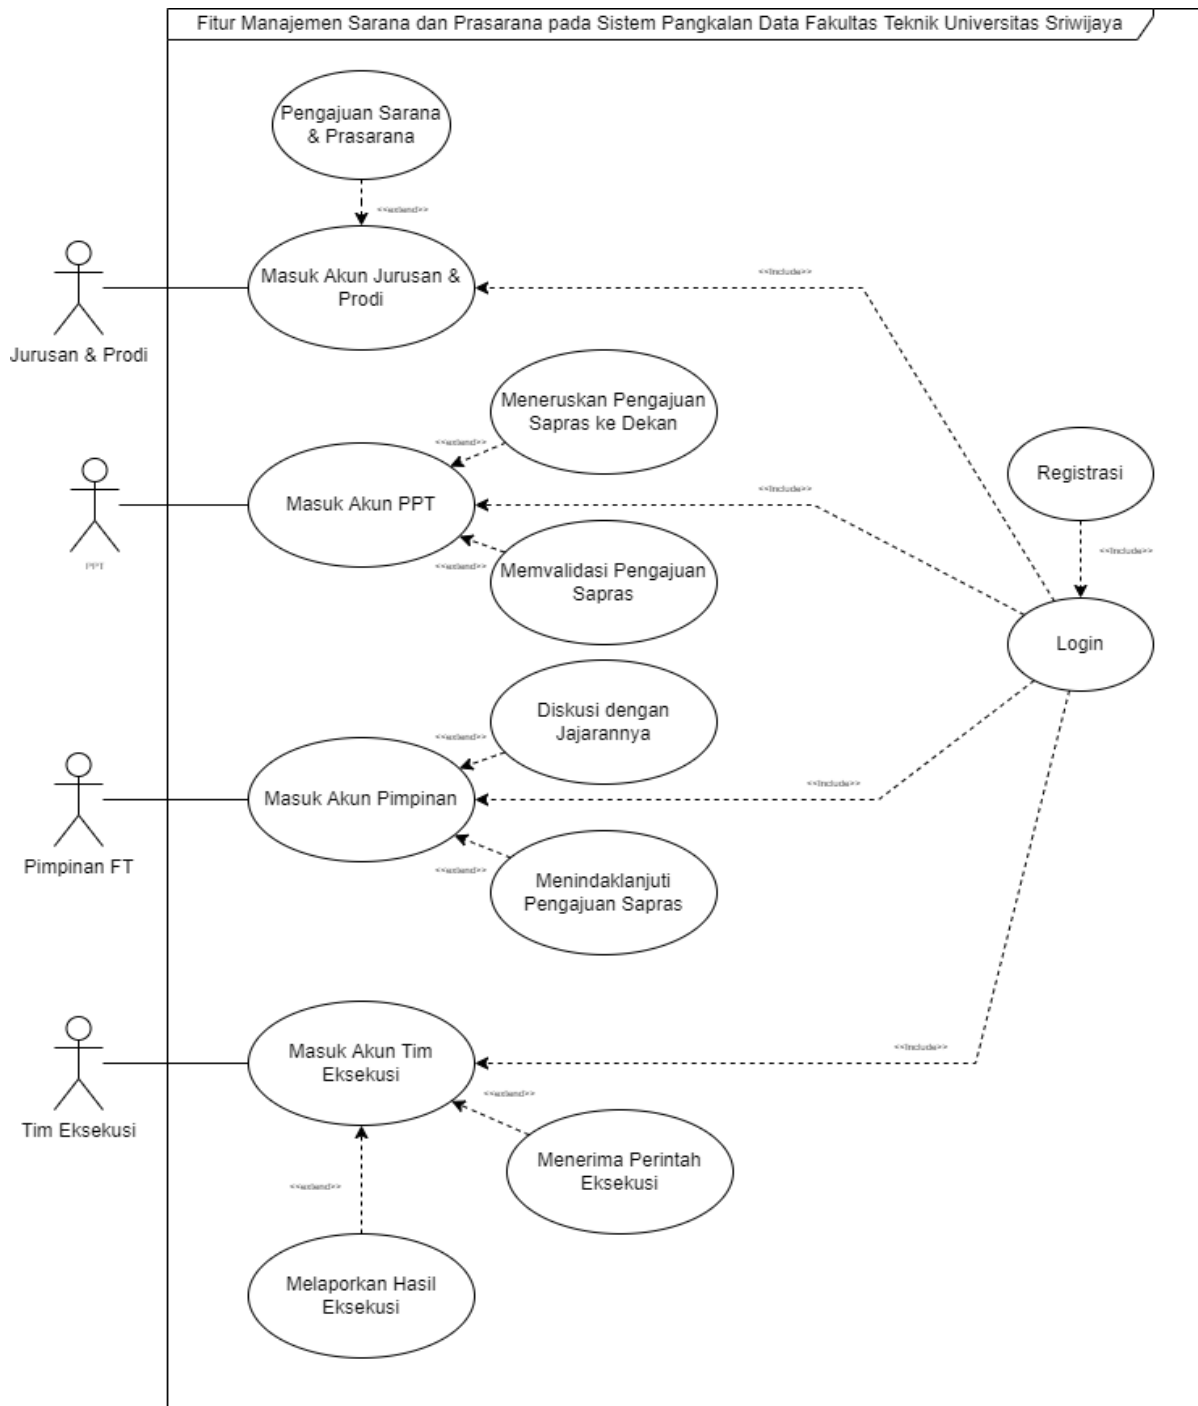 Fitur Manajemen Sarana dan Prasarana pada Sistem Pangkalan Data Fakultas Teknik Universitas Sriwijaya
Pengajuan Sarana
& Prasarana
<<extend>>
Masuk Akun Jurusan &
Prodi
<<Include>>
Jurusan & Prodi
Meneruskan Pengajuan
Sapras ke Dekan
<<extend>>
Masuk Akun PPT
<<Include>>
PPT
<<extend>>
Memvalidasi Pengajuan
Sapras
Registrasi
<<Include>>
Login
Diskusi dengan
Jajarannya
<<extend>>
Masuk Akun Pimpinan
<<Include>>
Pimpinan FT
<<extend>>
Menindaklanjuti
Pengajuan Sapras
Masuk Akun Tim
Eksekusi
<<Include>>
Tim Eksekusi
<<extend>>
Menerima Perintah
Eksekusi
<<extend>>
Melaporkan Hasil
Eksekusi